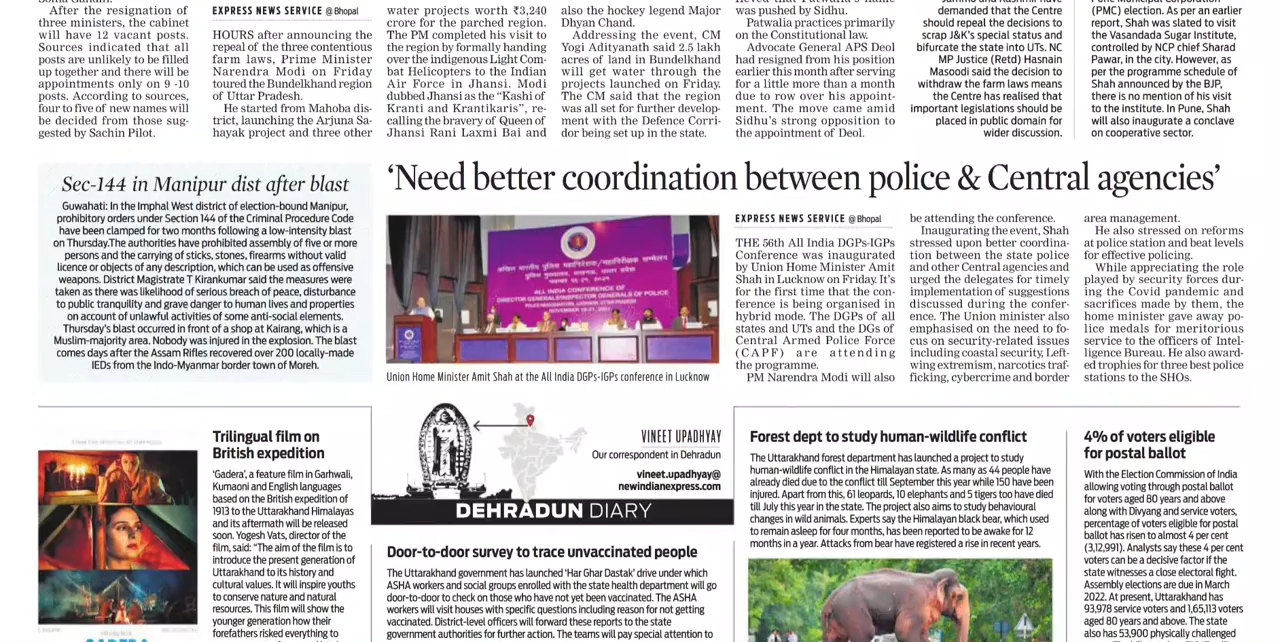 After the resignation of
three ministers, the cabinet
will have 12 vacant posts.
Sources indicated that all
posts are unlikely to be filled
up together and there will be
appointments only on 9 -10
posts. According to sources,
four to five of new names will
be decided from those sug-
gested by Sachin Pilot.
EXPRESS NEWS SERVICE @ Bhopal
HOURS after announcing the
repeal of the three contentious
farm laws, Prime Minister
Narendra Modi on Friday
toured the Bundelkhand region
of Uttar Pradesh.
He started from Mahoba dis-
trict, launching the Arjuna Sa-
hayak project and three other
water projects worth ₹3,240
crore for the parched region.
The PM completed his visit to
the region by formally handing
over the indigenous Light Com-
bat Helicopters to the Indian
Air Force in Jhansi. Modi
dubbed Jhansi as the "Kashi of
Kranti and Krantikaris", re-
calling the bravery of Queen of
Jhansi Rani Laxmi Bai and
also the hockey legend Major
Dhyan Chand.
Addressing the event, CM
Yogi Adityanath said 2.5 lakh
acres of land in Bundelkhand
will get water through the
projects launched on Friday.
The CM said that the region
was all set for further develop-
ment with the Defence Corri-
dor being set up in the state.
was pushed by Sidhu.
Patwalia practices primarily
on the Constitutional law.
Advocate General APS Deol
had resigned from his position
earlier this month after serving
for a little more than a month
due to row over his appoint-
ment. The move came amid
Sidhu's strong opposition to
the appointment of Deol.
demanded that the Centre
should repeal the decisions to
scrap J&K's special status and
bifurcate the state into UTs. NC
MP Justice (Retd) Hasnain
Masoodi said the decision to
withdraw the farm laws means
the Centre has realised that
important legislations should be
placed in public domain for
wider discussion.
(PMC) election. As per an earlier
report, Shah was slated to visit
the Vasandada Sugar Institute,
controlled by NCP chief Sharad
Pawar, in the city. However, as
per the programme schedule of
Shah announced by the BJP,
there is no mention of his visit
to the institute. In Pune, Shah
will also inaugurate a conclave
on cooperative sector.
Sec-144 in Manipur dist after blast
Guwahati: In the Imphal West district of election-bound Manipur,
prohibitory orders under Section 144 of the Criminal Procedure Code
have been clamped for two months following a low-intensity blast
on Thursday.The authorities have prohibited assembly of five or more
persons and the carrying of sticks, stones, firearms without valid
licence or objects of any description, which can be used as offensive
weapons. District Magistrate T Kirankumar said the measures were
taken as there was likelihood of serious breach of peace, disturbance
to public tranquility and grave danger to human lives and properties
on account of unlawful activities of some anti-social elements.
Thursday's blast occurred in front of a shop at Kairang, which is a
Muslim-majority area. Nobody was injured in the explosion. The blast
comes days after the Assam Rifles recovered over 200 locally-made
IEDs from the Indo-Myanmar border town of Moreh.
'Need better coordination between police & Central agencies'
ALL INDIA CONFERENCE OF
DIRECTOR GENERALS/INSPECTOR GENERALS OF POLICE
Union Home Minister Amit Shah at the All India DGPs-IGPs conference in Lucknow
EXPRESS NEWS SERVICE @ Bhopal
THE 56th All India DGPs-IGPs
Conference was inaugurated
by Union Home Minister Amit
Shah in Lucknow on Friday. It's
for the first time that the con-
ference is being organised in
hybrid mode. The DGPs of all
states and UTs and the DGs of
Central Armed Police Force
(CAPF) are attending
the programme.
PM Narendra Modi will also
be attending the conference.
Inaugurating the event, Shah
stressed upon better coordina-
tion between the state police
and other Central agencies and
urged the delegates for timely
implementation of suggestions
discussed during the confer-
ence. The Union minister also
emphasised on the need to fo-
cus on security-related issues
including coastal security, Left-
wing extremism, narcotics traf-
ficking, cybercrime and border
area management.
He also stressed on reforms
at police station and beat levels
for effective policing.
While appreciating the role
played by security forces dur-
ing the Covid pandemic and
sacrifices made by them, the
home minister gave away po-
lice medals for meritorious
service to the officers of Intel-
ligence Bureau. He also award-
ed trophies for three best police
stations to the SHOs.
Trilingual film on
British expedition
'Gadera', a feature film in Garhwali,
Kumaoni and English languages
based on the British expedition of
1913 to the Uttarakhand Himalayas
and its aftermath will be released
soon. Yogesh Vats, director of the
film, said: "The aim of the film is to
introduce the present generation of
Uttarakhand to its history and
cultural values. It will inspire youths
to conserve nature and natural
resources. This film will show the
younger generation how their
forefathers risked everything to
VINEET UPADHYAY
Our correspondent in Dehradun
vineet.upadhyay@
newindianexpress.com
DEHRADUN DIARY
Door-to-door survey to trace unvaccinated people
The Uttarakhand government has launched 'Har Ghar Dastak' drive under which
ASHA workers and social groups enrolled with the state health department will go
door-to-door to check on those who have not yet been vaccinated. The ASHA
workers will visit houses with specific questions including reason for not getting
vaccinated. District-level officers will forward these reports to the state
government authorities for further action. The teams will pay special attention to
Forest dept to study human-wildlife conflict
The Uttarakhand forest department has launched a project to study
human-wildlife conflict in the Himalayan state. As many as 44 people have
already died due to the conflict till September this year while 150 have been
injured. Apart from this, 61 leopards, 10 elephants and 5 tigers too have died
till July this year in the state. The project also aims to study behavioural
changes in wild animals. Experts say the Himalayan black bear, which used
to remain asleep for four months, has been reported to be awake for 12
months in a year. Attacks from bear have registered a rise in recent years.
4% of voters eligible
for postal ballot
With the Election Commission of India
allowing voting through postal ballot
for voters aged 80 years and above
along with Divyang and service voters,
percentage of voters eligible for postal
ballot has risen to almost 4 per cent
(3,12,991). Analysts say these 4 per cent
voters can be a decisive factor if the
state witnesses a close electoral fight.
Assembly elections are due in March
2022. At present, Uttarakhand has
93,978 service voters and 1,65,113 voters
aged 80 years and above. The state
also has 53,900 physically challenged